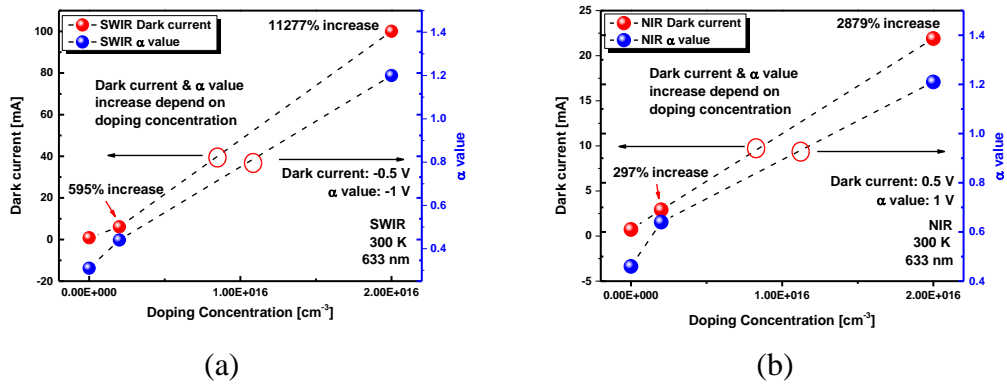 SWIR Dark current
SWIR α value
11277% increase
Dark current & α value
increase depend on
doping concentration
595% increase
Dark current: -0.5 V
α value: -1 V
SWIR
300 K
633 nm
100
80
60
40
20
0
-20
1.4
1.2
1.0
0.8
0.6
0.4
0.00E+000
1.00E+016
2.00E+016
Dark current [mA]
α value
Doping Concentration [cm⁻³]
(a)
NIR Dark current
NIR α value
2879% increase
Dark current & α value
increase depend on
doping concentration
297% increase
Dark current: 0.5 V
α value: 1 V
NIR
300 K
633 nm
25
20
15
10
5
0
-5
1.4
1.2
1.0
0.8
0.6
0.4
0.00E+000
1.00E+016
2.00E+016
Dark current [mA]
α value
Doping Concentration [cm⁻³]
(b)